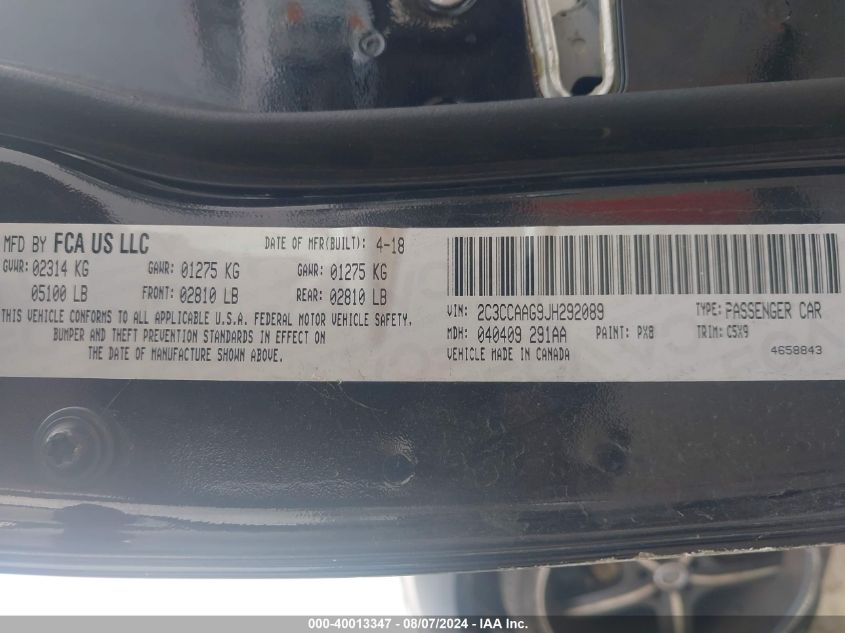 MFD BY FCA US LLC DATE OF MFR(BUILT): 4-18
GVWR: 02314 KG GAWR: 01275 KG GAWR: 01275 KG
05100 LB FRONT: 02810 LB REAR: 02810 LB
THIS VEHICLE CONFORMS TO ALL APPLICABLE U.S.A. FEDERAL MOTOR VEHICLE SAFETY,
BUMPER AND THEFT PREVENTION STANDARDS IN EFFECT ON
THE DATE OF MANUFACTURE SHOWN ABOVE.
VIN: 2C3CCAAG9JH292089 TYPE: PASSENGER CAR
MDH: 040409 291AA PAINT: PX8 TRIM: C5X9
VEHICLE MADE IN CANADA 4658843
000-40013347 - 08/07/2024 - IAA Inc.